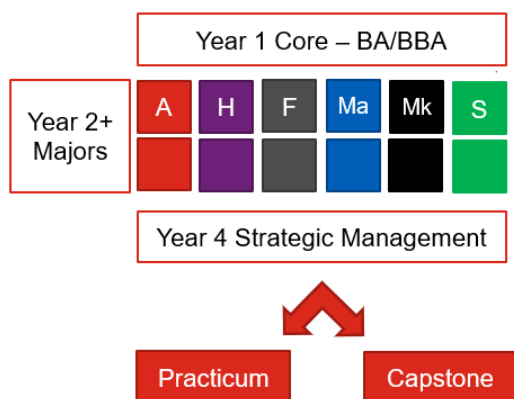 Year 1 Core – BA/BBA
Year 2+
Majors
A H F Ma Mk S
Year 4 Strategic Management
Practicum Capstone